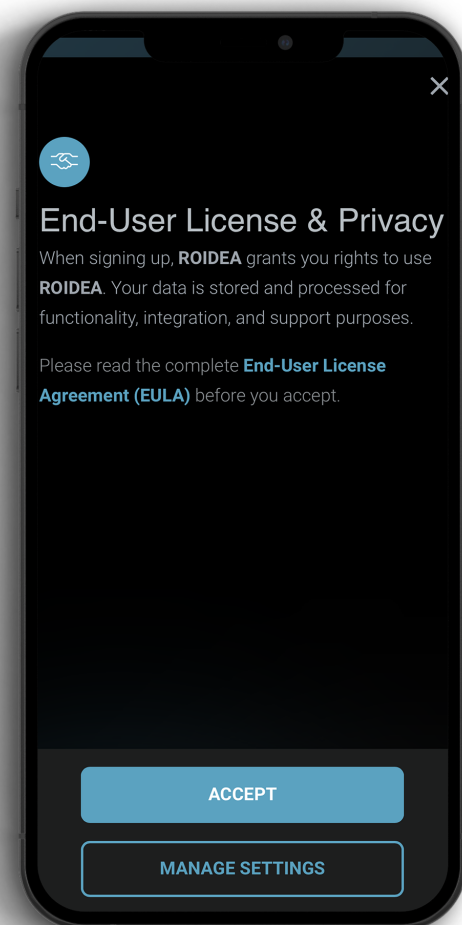 End-User License & Privacy
When signing up, ROIDEA grants you rights to use
ROIDEA. Your data is stored and processed for
functionality, integration, and support purposes.
Please read the complete End-User License
Agreement (EULA) before you accept.
ACCEPT
MANAGE SETTINGS